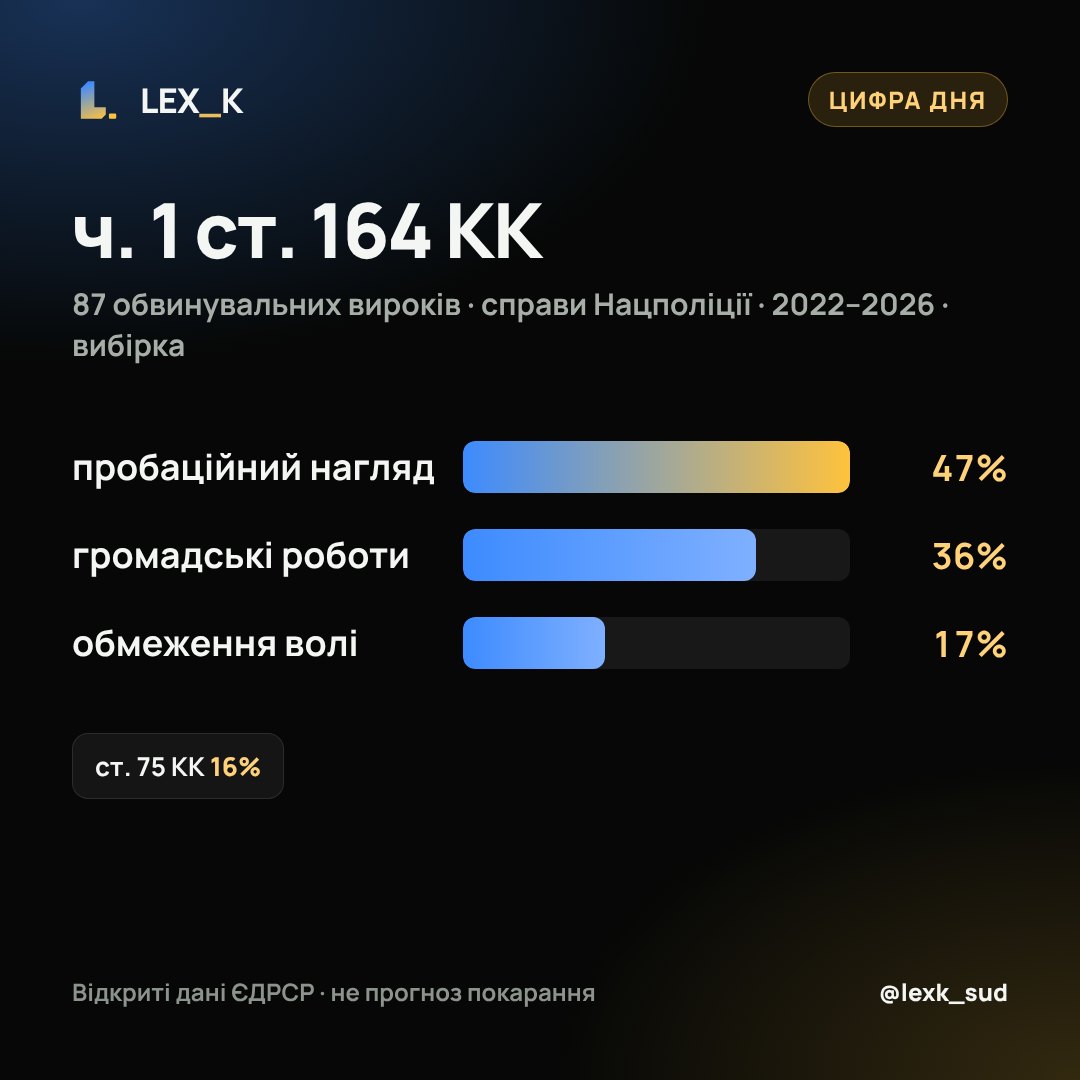 LEX_K
ЦИФРА ДНЯ
ч. 1 ст. 164 КК
87 обвинувальних вироків · справи Нацполіції · 2022–2026 ·
вибірка
пробаційний нагляд 47%
громадські роботи 36%
обмеження волі 17%
ст. 75 КК 16%
Відкриті дані ЄДРСР · не прогноз покарання
@lexk_sud